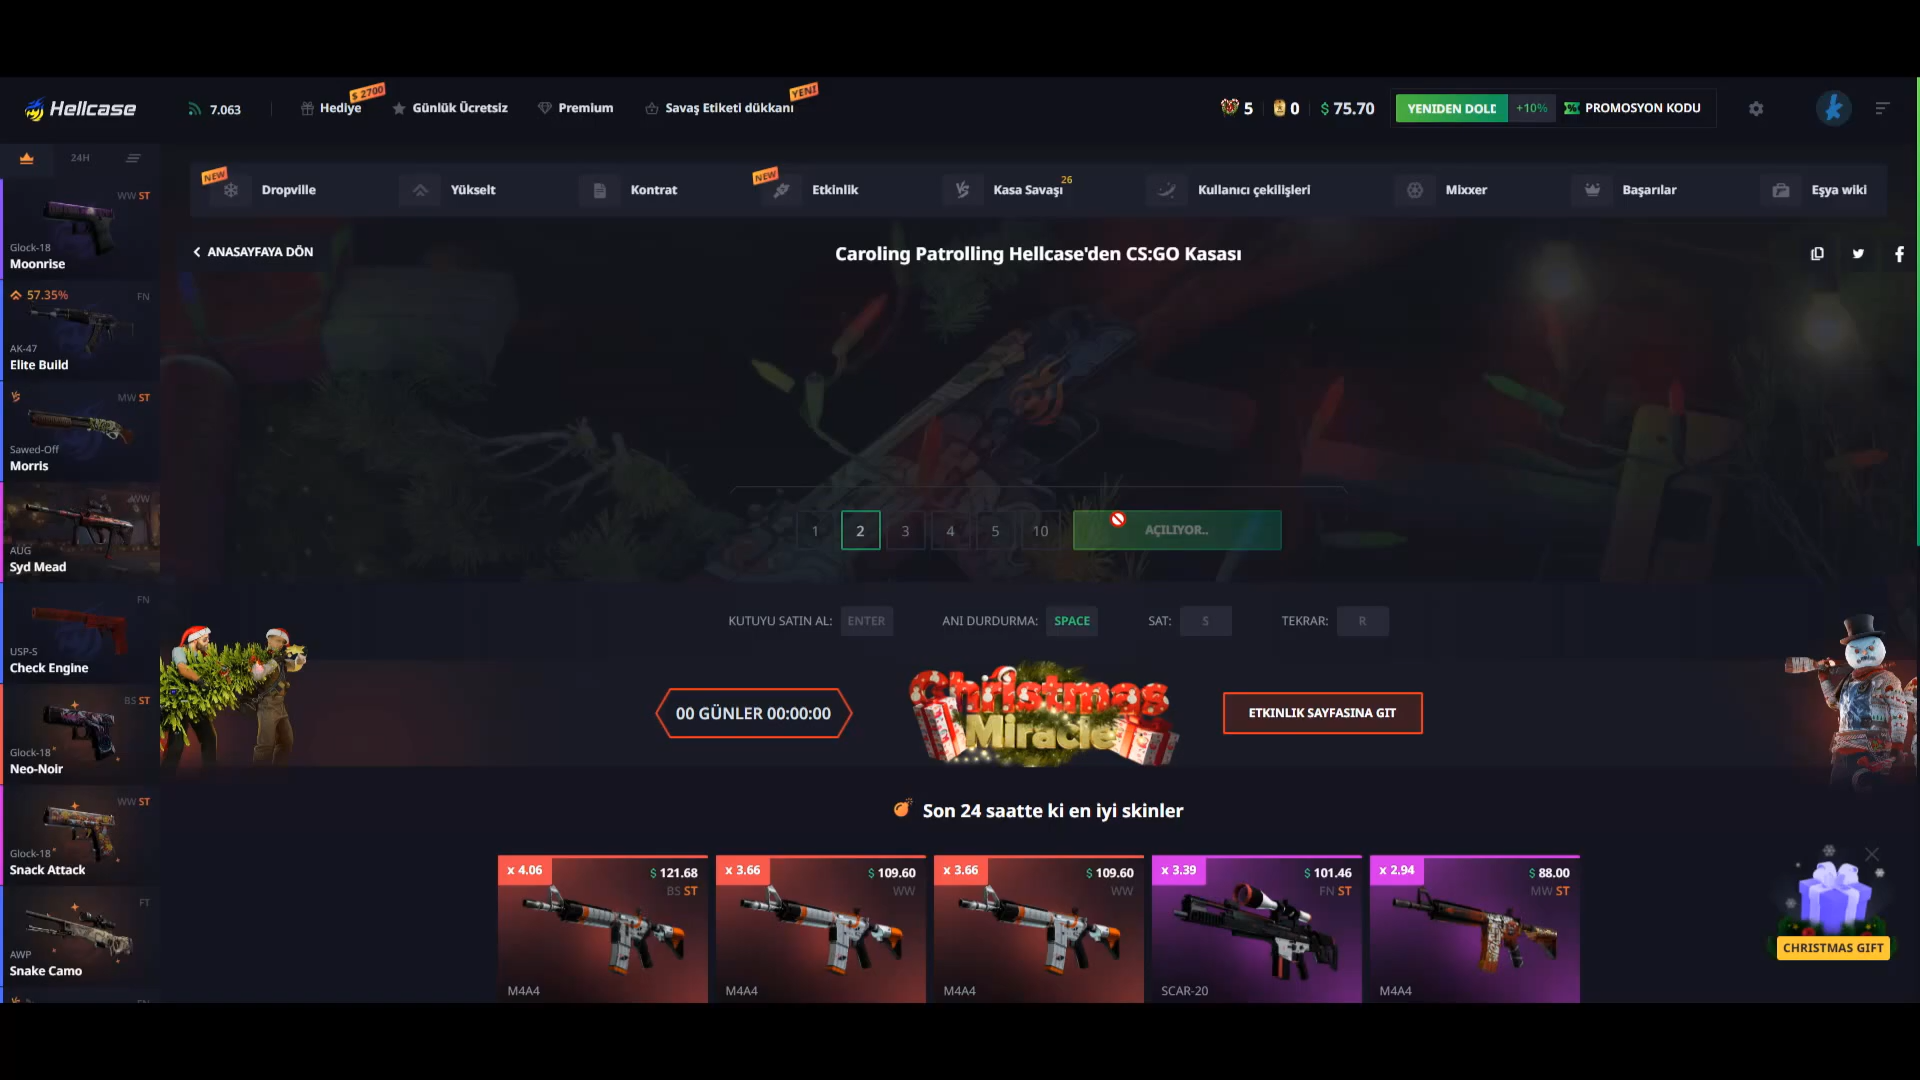 Hellcase
7.063
Hediye
$ 2700
Günlük Ücretsiz
Premium
Savaş Etiketi dükkanı
YENİ
5
0
$ 75.70
YENIDEN DOLD
+10%
PROMOSYON KODU
24H
NEW
Dropville
Yükselt
Kontrat
NEW
Etkinlik
Kasa Savaşı
26
Kullanıcı çekilişleri
Mixxer
Başarılar
Eşya wiki
ANASAYFAYA DÖN
Caroling Patrolling Hellcase'den CS:GO Kasası
WW ST
Glock-18
Moonrise
57.35%
FN
AK-47
Elite Build
MW ST
Sawed-Off
Morris
WW
AUG
Syd Mead
FN
USP-S
Check Engine
BS ST
Glock-18
Neo-Noir
WW ST
Glock-18
Snack Attack
FT
AWP
Snake Camo
FN
1
2
3
4
5
10
AÇILIYOR..
KUTUYU SATIN AL:
ENTER
ANI DURDURMA:
SPACE
SAT:
S
TEKRAR:
R
00 GÜNLER 00:00:00
Christmas
Miracle
ETKINLIK SAYFASINA GIT
Son 24 saatte ki en iyi skinler
x 4.06
$ 121.68
BS ST
M4A4
x 3.66
$ 109.60
WW
M4A4
x 3.66
$ 109.60
WW
M4A4
x 3.39
$ 101.46
FN ST
SCAR-20
x 2.94
$ 88.00
MW ST
M4A4
CHRISTMAS GIFT